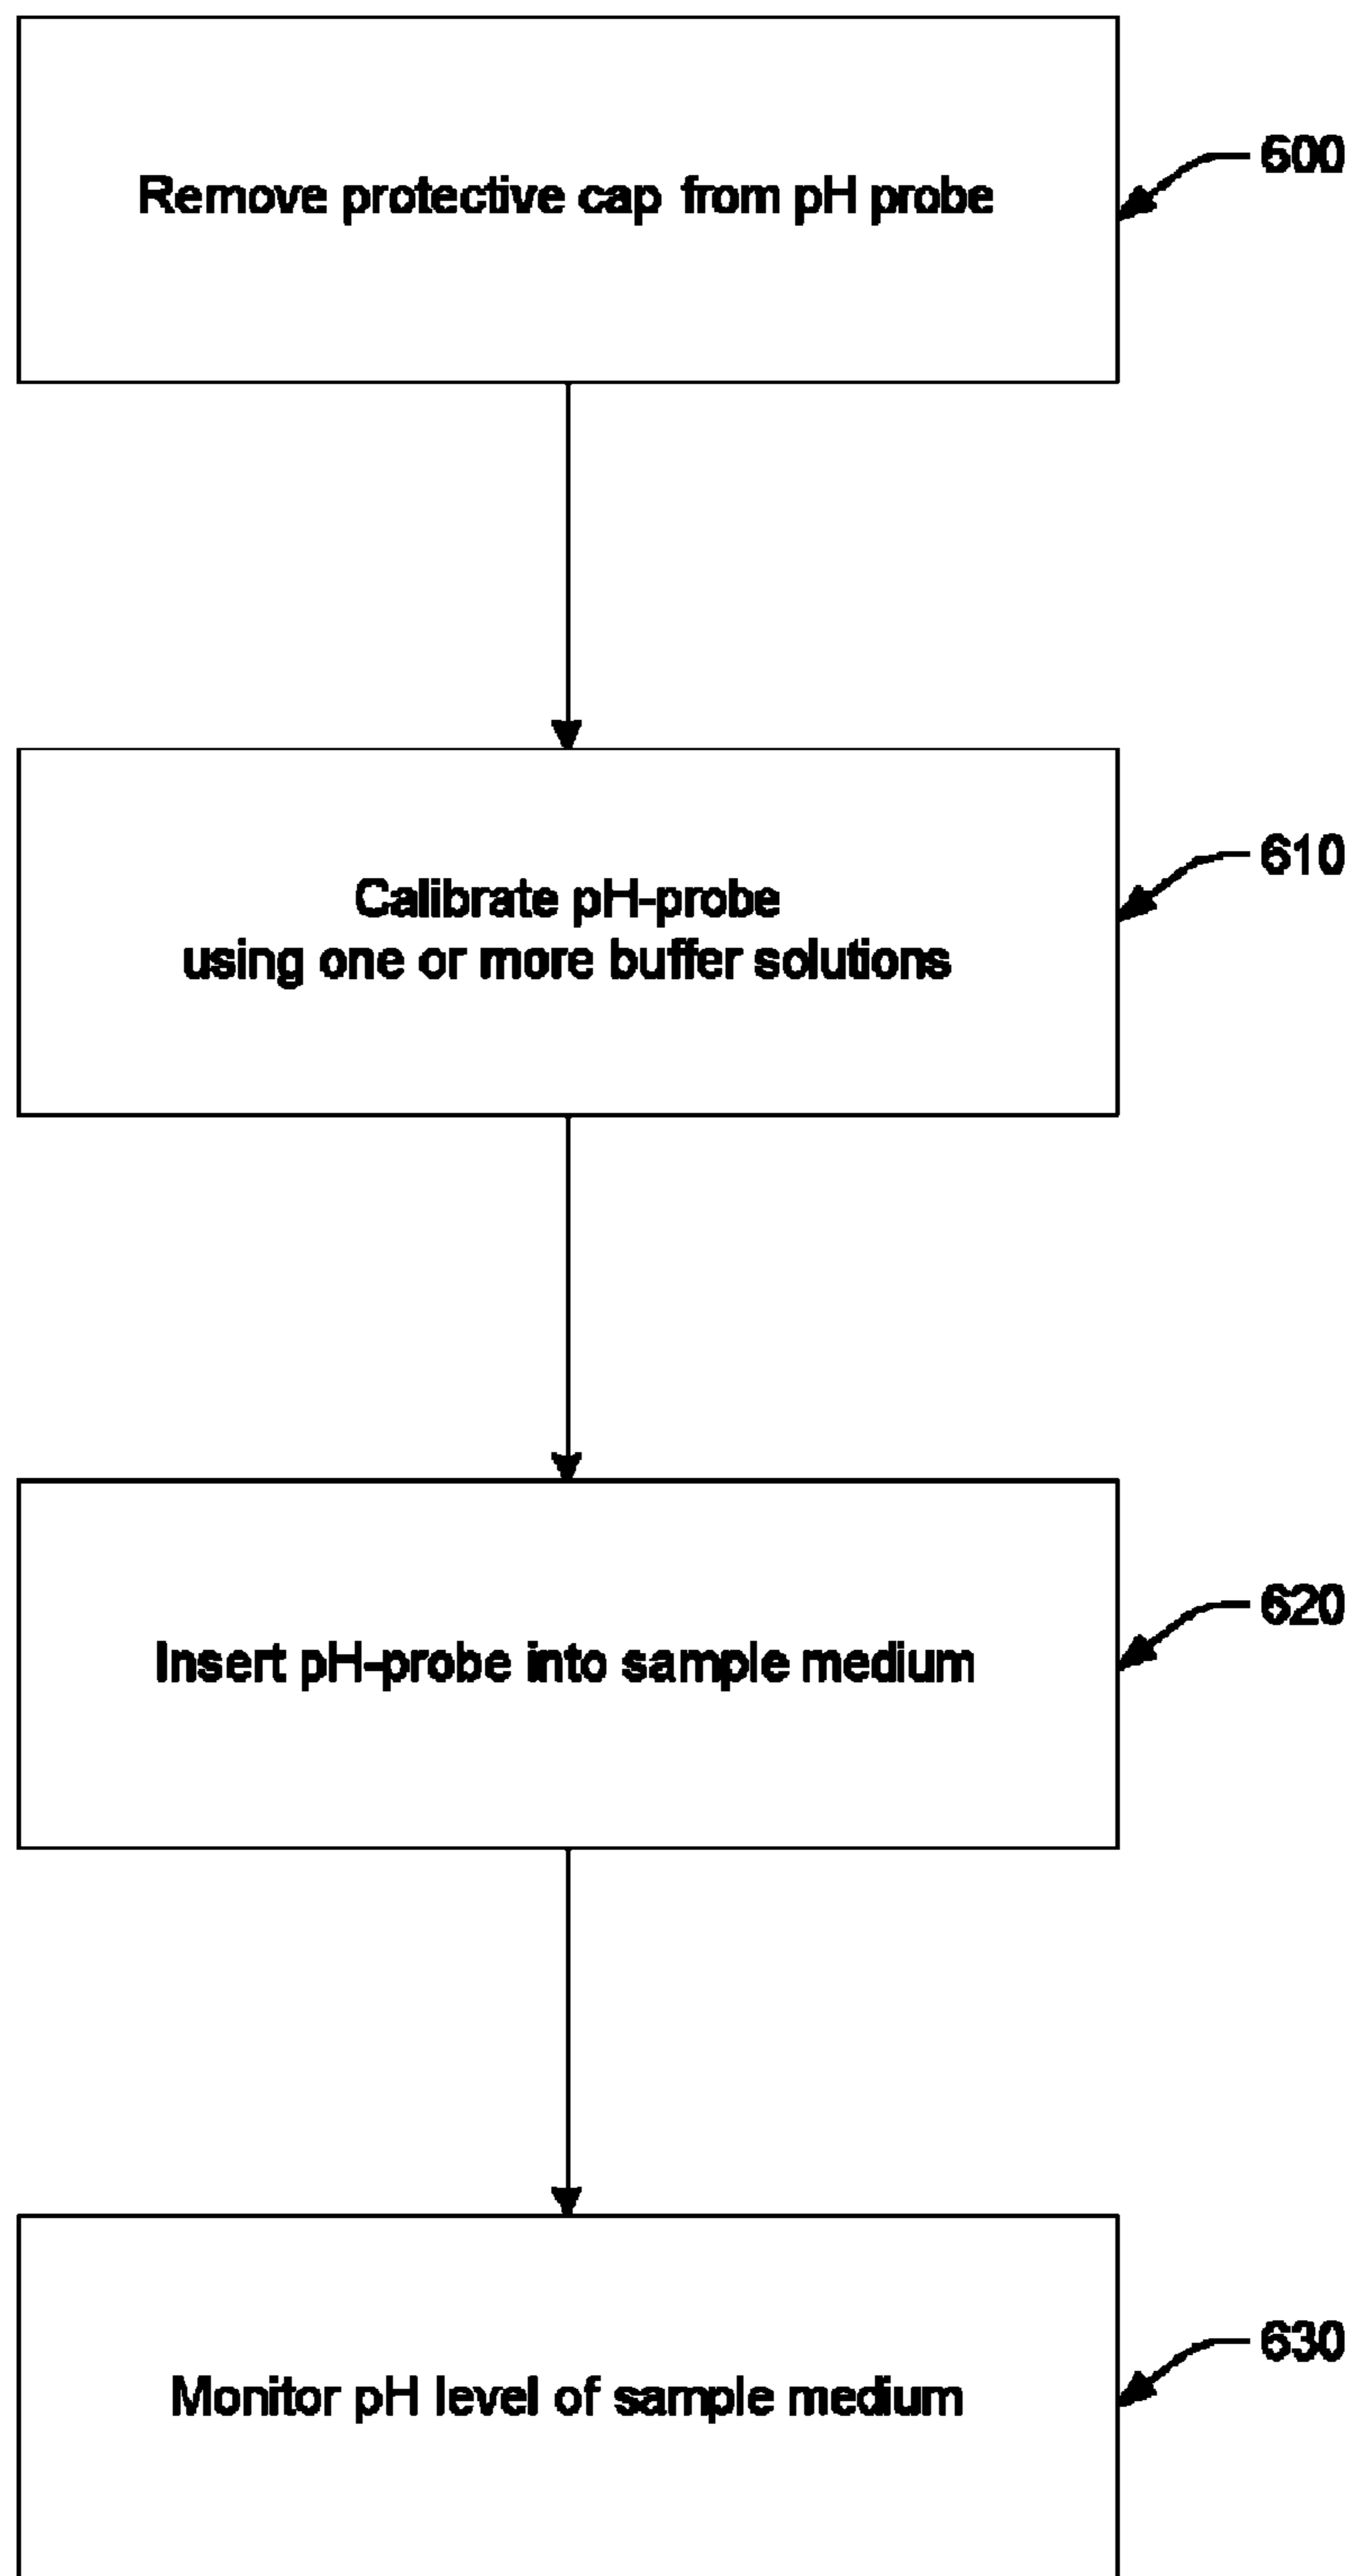 Remove protective cap from pH probe
600
Calibrate pH-probe
using one or more buffer solutions
610
Insert pH-probe into sample medium
620
Monitor pH level of sample medium
630